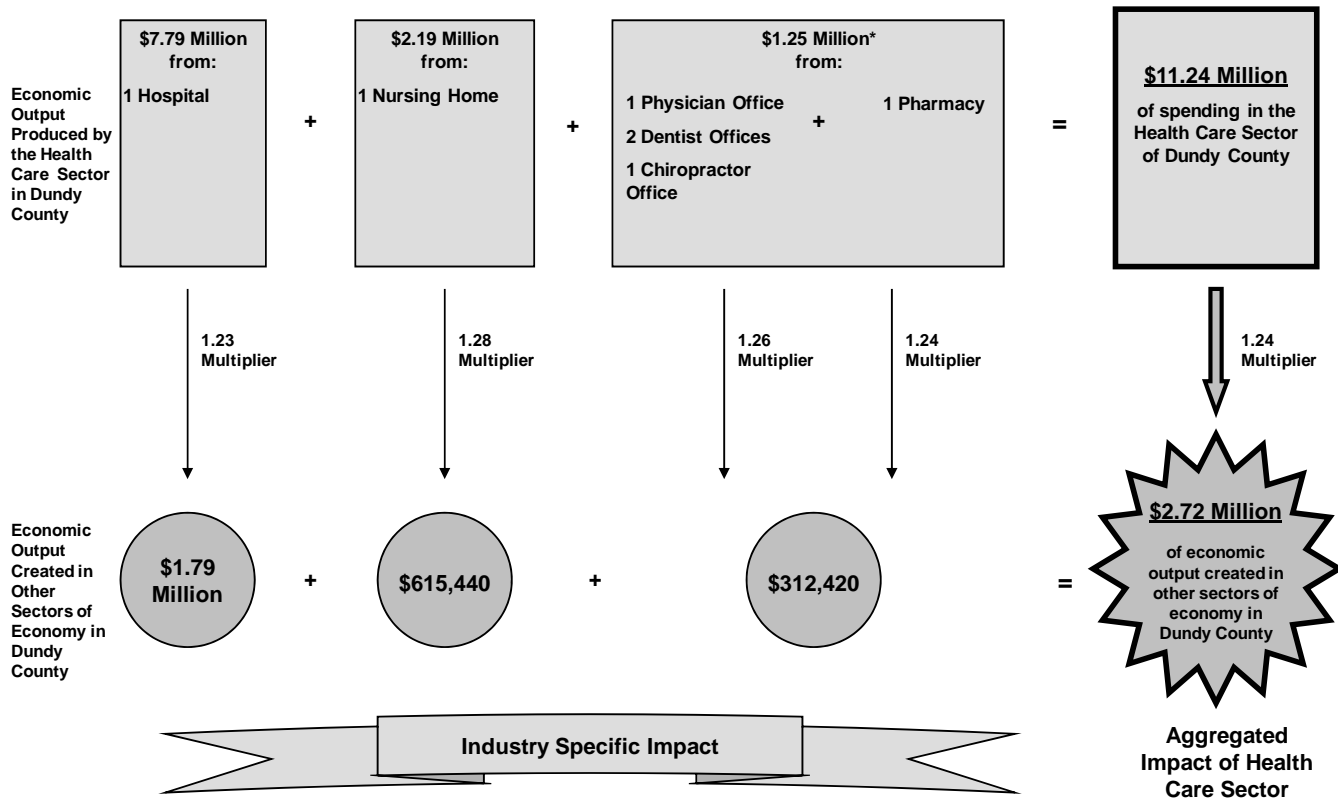 Economic
Output
Produced by
the Health
Care Sector
in Dundy
County
$7.79 Million
from:
1 Hospital
+
$2.19 Million
from:
1 Nursing Home
+
$1.25 Million*
from:
1 Physician Office
2 Dentist Offices
1 Chiropractor
Office
+
1 Pharmacy
=
$11.24 Million
of spending in the
Health Care Sector
of Dundy County
1.23
Multiplier
1.28
Multiplier
1.26
Multiplier
1.24
Multiplier
1.24
Multiplier
Economic
Output
Created in
Other
Sectors of
Economy in
Dundy
County
$1.79
Million
+
$615,440
+
$312,420
=
$2.72 Million
of economic
output created in
other sectors of
economy in
Dundy County
Industry Specific Impact
Aggregated
Impact of Health
Care Sector